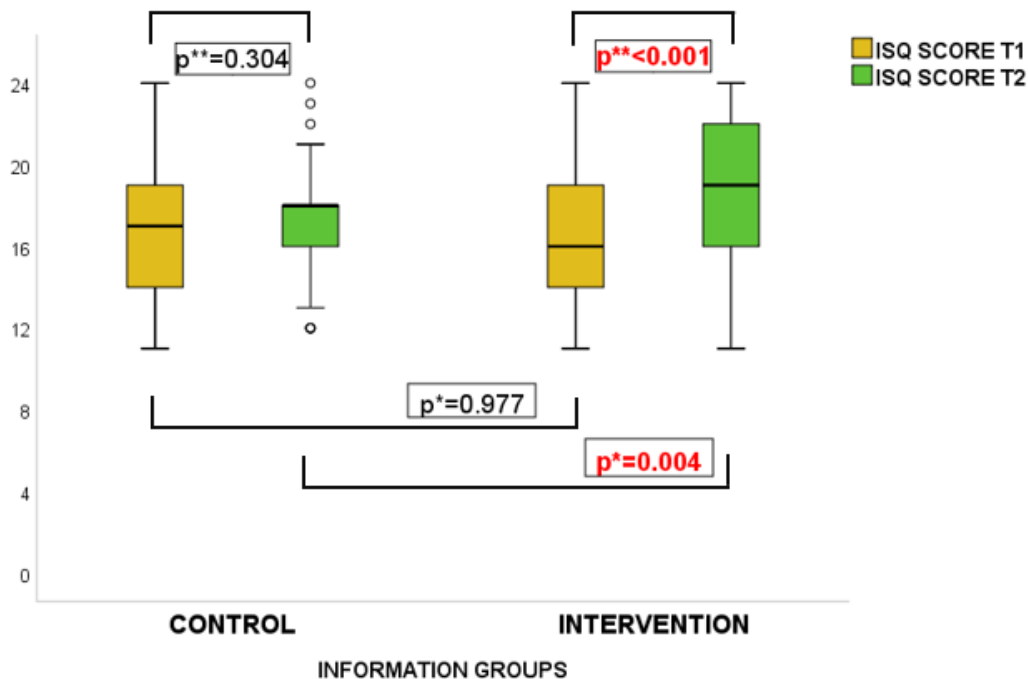 p**=0.304
p**<0.001
ISQ SCORE T1
ISQ SCORE T2
24
20
16
12
8
4
0
p*=0.977
p*=0.004
CONTROL
INTERVENTION
INFORMATION GROUPS